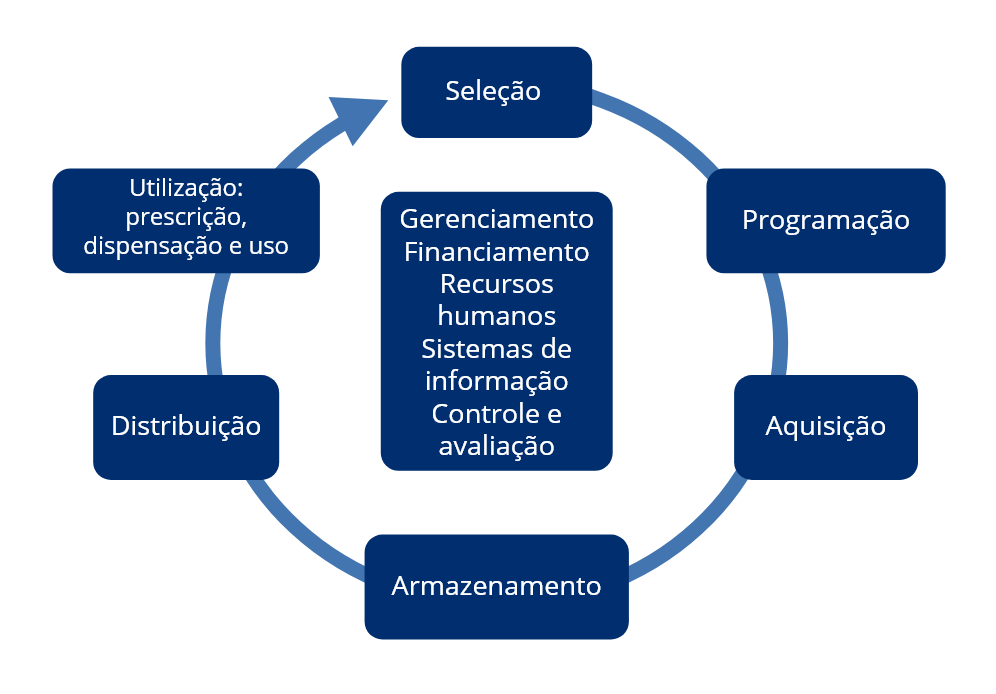 Seleção
Programação
Aquisição
Armazenamento
Distribuição
Utilização:
prescrição,
dispensação e uso
Gerenciamento
Financiamento
Recursos
humanos
Sistemas de
informação
Controle e
avaliação